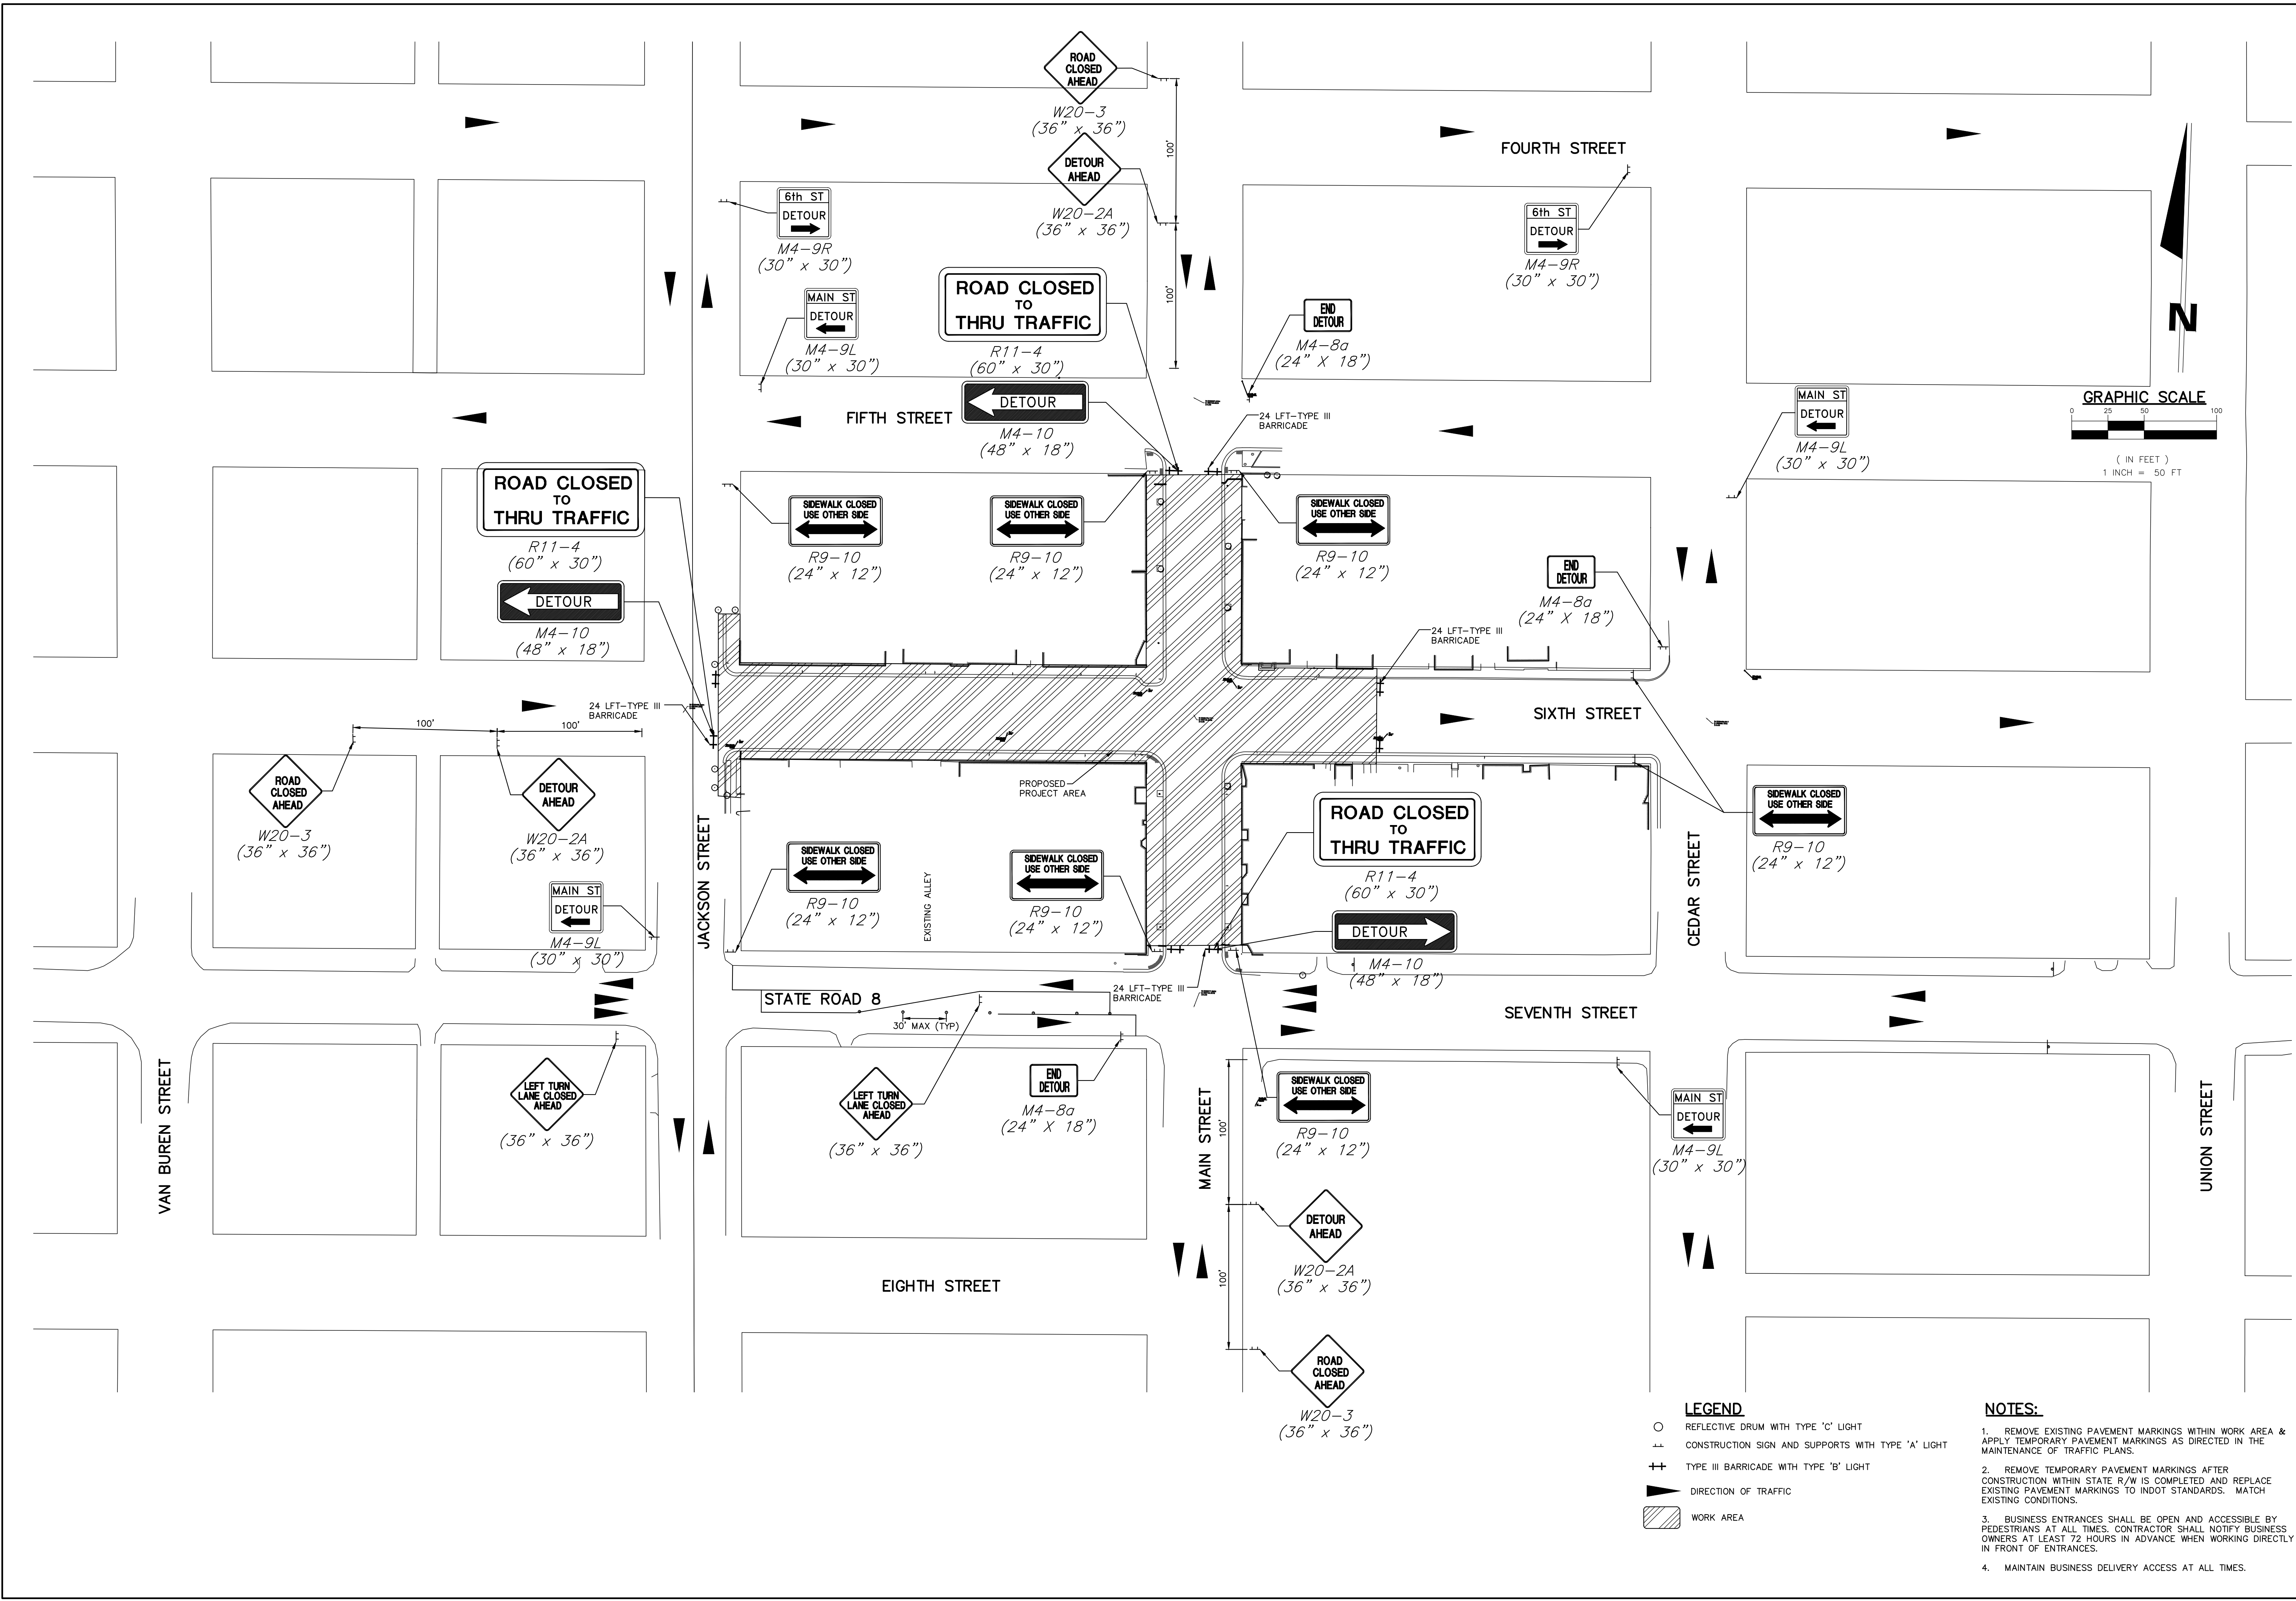 ROAD
CLOSED
AHEAD
W20-3
(36" x 36")
DETOUR
AHEAD
W20-2A
(36" x 36")
100'
100'
FOURTH STREET
6th ST
DETOUR
M4-9R
(30" x 30")
6th ST
DETOUR
M4-9R
(30" x 30")
MAIN ST
DETOUR
M4-9L
(30" x 30")
ROAD CLOSED
TO
THRU TRAFFIC
R11-4
(60" x 30")
END
DETOUR
M4-8a
(24" X 18")
N
GRAPHIC SCALE
0 25 50 100
( IN FEET )
1 INCH = 50 FT
FIFTH STREET
DETOUR
M4-10
(48" x 18")
24 LFT-TYPE III
BARRICADE
MAIN ST
DETOUR
M4-9L
(30" x 30")
ROAD CLOSED
TO
THRU TRAFFIC
R11-4
(60" x 30")
DETOUR
M4-10
(48" x 18")
SIDEWALK CLOSED
USE OTHER SIDE
R9-10
(24" x 12")
SIDEWALK CLOSED
USE OTHER SIDE
R9-10
(24" x 12")
SIDEWALK CLOSED
USE OTHER SIDE
R9-10
(24" x 12")
END
DETOUR
M4-8a
(24" X 18")
24 LFT-TYPE III
BARRICADE
24 LFT-TYPE III
BARRICADE
SIXTH STREET
100'
100'
ROAD
CLOSED
AHEAD
W20-3
(36" x 36")
DETOUR
AHEAD
W20-2A
(36" x 36")
PROPOSED
PROJECT AREA
JACKSON STREET
SIDEWALK CLOSED
USE OTHER SIDE
R9-10
(24" x 12")
EXISTING ALLEY
SIDEWALK CLOSED
USE OTHER SIDE
R9-10
(24" x 12")
ROAD CLOSED
TO
THRU TRAFFIC
R11-4
(60" x 30")
CEDAR STREET
SIDEWALK CLOSED
USE OTHER SIDE
R9-10
(24" x 12")
MAIN ST
DETOUR
M4-9L
(30" x 30")
DETOUR
M4-10
(48" x 18")
STATE ROAD 8
30' MAX (TYP)
24 LFT-TYPE III
BARRICADE
SEVENTH STREET
VAN BUREN STREET
LEFT TURN
LANE CLOSED
AHEAD
(36" x 36")
LEFT TURN
LANE CLOSED
AHEAD
(36" x 36")
END
DETOUR
M4-8a
(24" X 18")
MAIN STREET
100'
SIDEWALK CLOSED
USE OTHER SIDE
R9-10
(24" x 12")
MAIN ST
DETOUR
M4-9L
(30" x 30")
UNION STREET
DETOUR
AHEAD
W20-2A
(36" x 36")
100'
EIGHTH STREET
ROAD
CLOSED
AHEAD
W20-3
(36" x 36")
LEGEND
REFLECTIVE DRUM WITH TYPE 'C' LIGHT
CONSTRUCTION SIGN AND SUPPORTS WITH TYPE 'A' LIGHT
TYPE III BARRICADE WITH TYPE 'B' LIGHT
DIRECTION OF TRAFFIC
WORK AREA
NOTES:
1. REMOVE EXISTING PAVEMENT MARKINGS WITHIN WORK AREA &
APPLY TEMPORARY PAVEMENT MARKINGS AS DIRECTED IN THE
MAINTENANCE OF TRAFFIC PLANS.
2. REMOVE TEMPORARY PAVEMENT MARKINGS AFTER
CONSTRUCTION WITHIN STATE R/W IS COMPLETED AND REPLACE
EXISTING PAVEMENT MARKINGS TO INDOT STANDARDS. MATCH
EXISTING CONDITIONS.
3. BUSINESS ENTRANCES SHALL BE OPEN AND ACCESSIBLE BY
PEDESTRIANS AT ALL TIMES. CONTRACTOR SHALL NOTIFY BUSINESS
OWNERS AT LEAST 72 HOURS IN ADVANCE WHEN WORKING DIRECTLY
IN FRONT OF ENTRANCES.
4. MAINTAIN BUSINESS DELIVERY ACCESS AT ALL TIMES.